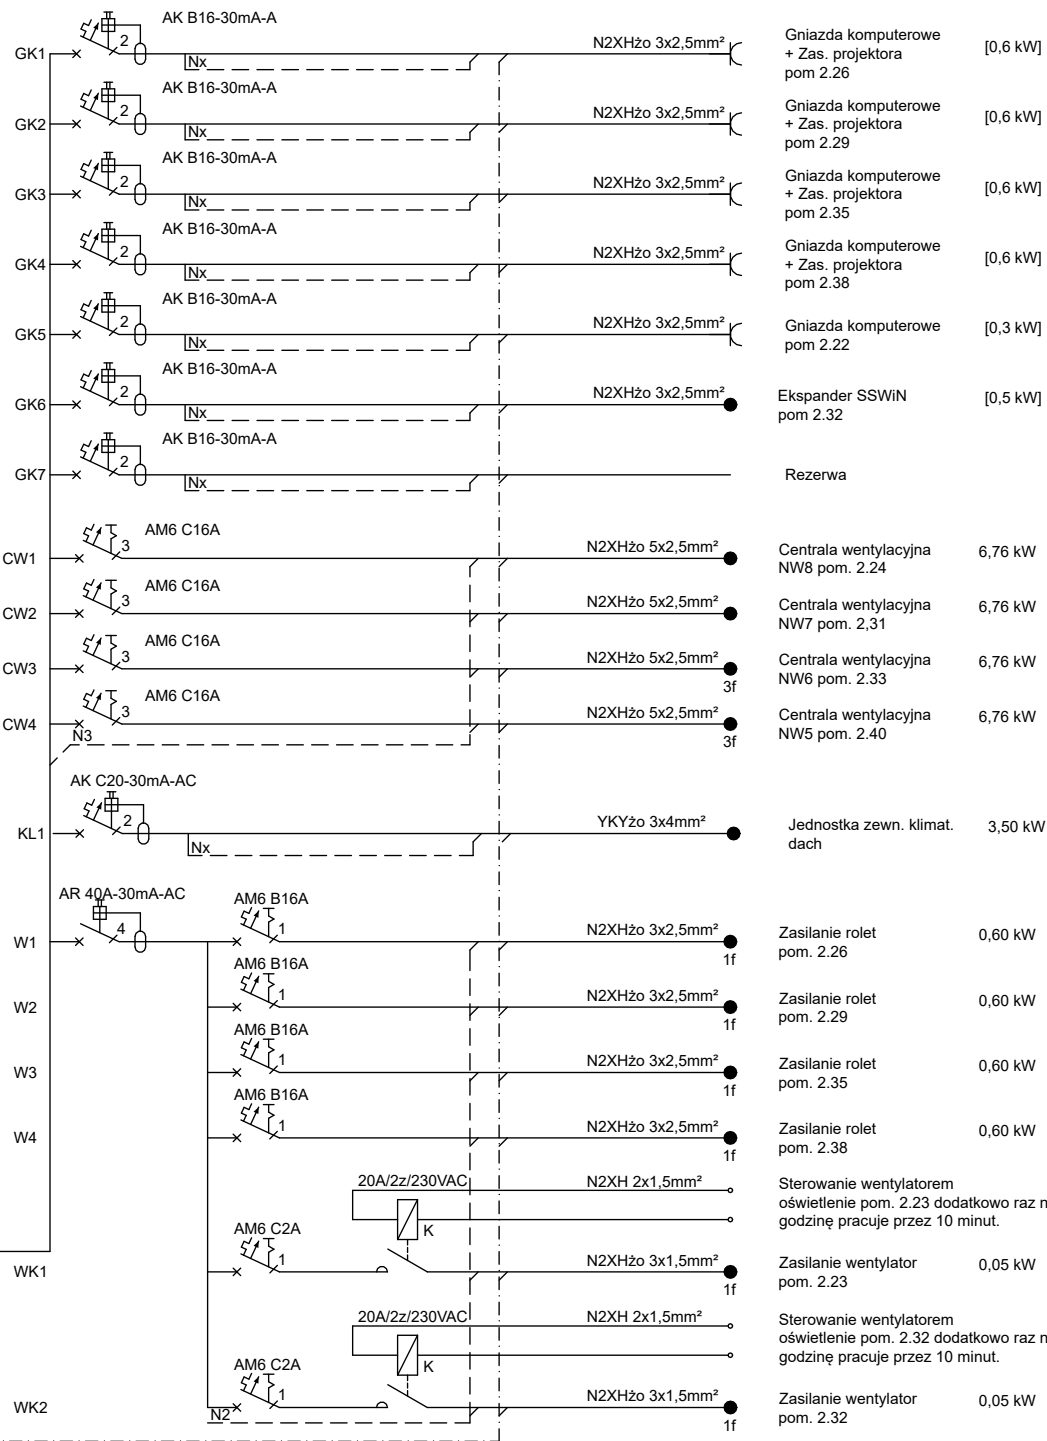 AK B16-30mA-A
GK1
2
Nx
N2XHżo 3x2,5mm²
Gniazda komputerowe
+ Zas. projektora
pom 2.26
[0,6 kW]
AK B16-30mA-A
GK2
2
Nx
N2XHżo 3x2,5mm²
Gniazda komputerowe
+ Zas. projektora
pom 2.29
[0,6 kW]
AK B16-30mA-A
GK3
2
Nx
N2XHżo 3x2,5mm²
Gniazda komputerowe
+ Zas. projektora
pom 2.35
[0,6 kW]
AK B16-30mA-A
GK4
2
Nx
N2XHżo 3x2,5mm²
Gniazda komputerowe
+ Zas. projektora
pom 2.38
[0,6 kW]
AK B16-30mA-A
GK5
2
Nx
N2XHżo 3x2,5mm²
Gniazda komputerowe
pom 2.22
[0,3 kW]
AK B16-30mA-A
GK6
2
Nx
N2XHżo 3x2,5mm²
Ekspander SSWiN
pom 2.32
[0,5 kW]
AK B16-30mA-A
GK7
2
Nx
Rezerwa
AM6 C16A
CW1
3
N2XHżo 5x2,5mm²
Centrala wentylacyjna
NW8 pom. 2.24
6,76 kW
AM6 C16A
CW2
3
N2XHżo 5x2,5mm²
Centrala wentylacyjna
NW7 pom. 2,31
6,76 kW
AM6 C16A
CW3
3
N2XHżo 5x2,5mm²
3f
Centrala wentylacyjna
NW6 pom. 2.33
6,76 kW
AM6 C16A
CW4
3
N3
N2XHżo 5x2,5mm²
3f
Centrala wentylacyjna
NW5 pom. 2.40
6,76 kW
AK C20-30mA-AC
KL1
2
Nx
YKYżo 3x4mm²
Jednostka zewn. klimat.
dach
3,50 kW
AR 40A-30mA-AC
W1
4
AM6 B16A
1
N2XHżo 3x2,5mm²
1f
Zasilanie rolet
pom. 2.26
0,60 kW
AM6 B16A
W2
1
N2XHżo 3x2,5mm²
1f
Zasilanie rolet
pom. 2.29
0,60 kW
AM6 B16A
W3
1
N2XHżo 3x2,5mm²
1f
Zasilanie rolet
pom. 2.35
0,60 kW
AM6 B16A
W4
1
N2XHżo 3x2,5mm²
1f
Zasilanie rolet
pom. 2.38
0,60 kW
20A/2z/230VAC
K
N2XH 2x1,5mm²
Sterowanie wentylatorem
oświetlenie pom. 2.23 dodatkowo raz n
godzinę pracuje przez 10 minut.
AM6 C2A
WK1
1
N2XHżo 3x1,5mm²
1f
Zasilanie wentylator
pom. 2.23
0,05 kW
20A/2z/230VAC
K
N2XH 2x1,5mm²
Sterowanie wentylatorem
oświetlenie pom. 2.32 dodatkowo raz n
godzinę pracuje przez 10 minut.
AM6 C2A
WK2
1
N2
N2XHżo 3x1,5mm²
1f
Zasilanie wentylator
pom. 2.32
0,05 kW